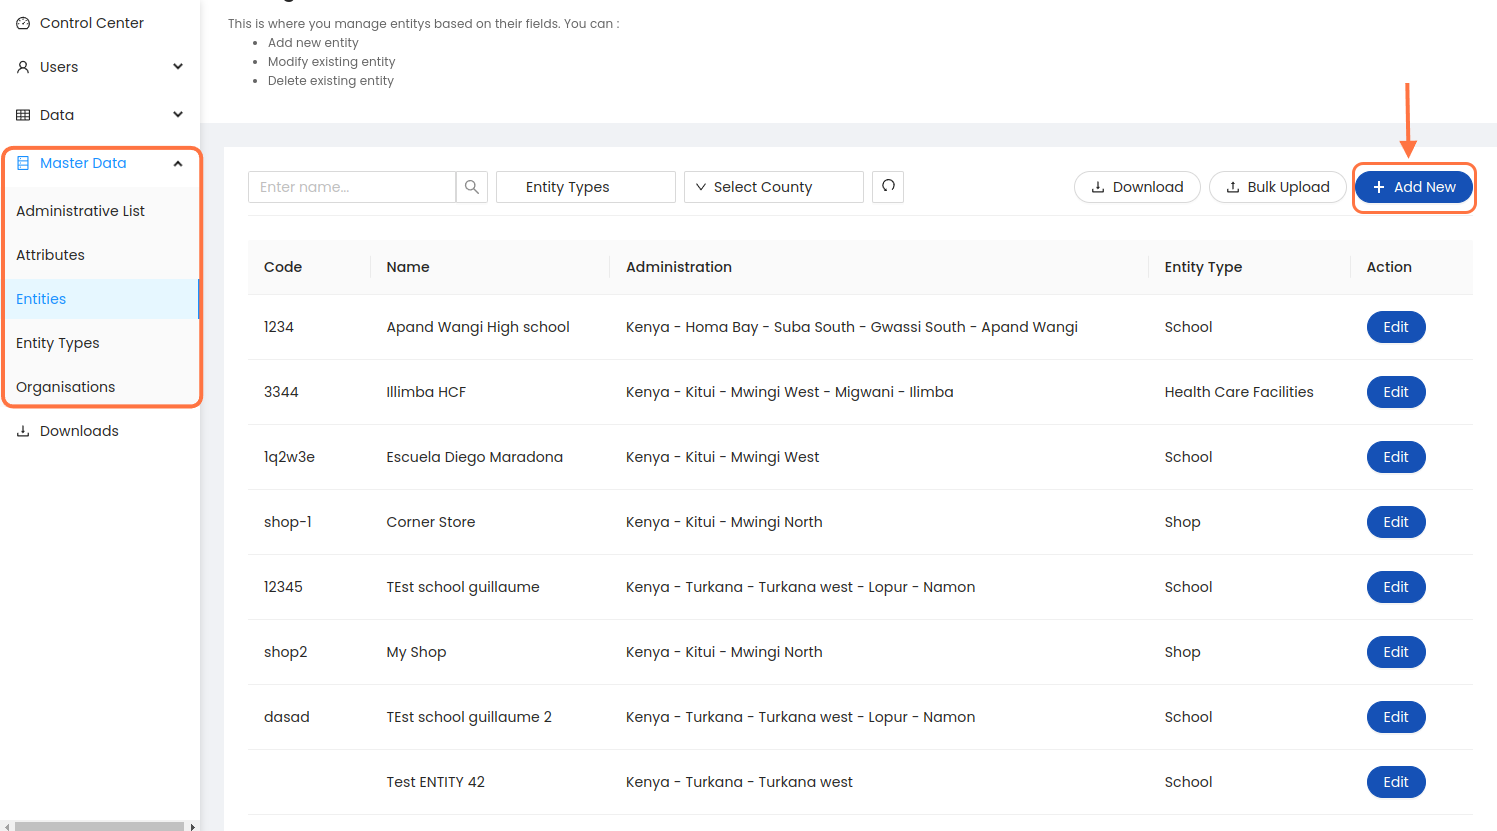 Control Center
Users
Data
Master Data
Administrative List
Attributes
Entities
Entity Types
Organisations
Downloads
This is where you manage entitys based on their fields. You can :
• Add new entity
• Modify existing entity
• Delete existing entity
Enter name... Entity Types Select County Download Bulk Upload + Add New
Code Name Administration Entity Type Action
1234 Apand Wangi High school Kenya - Homa Bay - Suba South - Gwassi South - Apand Wangi School Edit
3344 Illimba HCF Kenya - Kitui - Mwingi West - Migwani - Ilimba Health Care Facilities Edit
1q2w3e Escuela Diego Maradona Kenya - Kitui - Mwingi West School Edit
shop-1 Corner Store Kenya - Kitui - Mwingi North Shop Edit
12345 TEst school guillaume Kenya - Turkana - Turkana west - Lopur - Namon School Edit
shop2 My Shop Kenya - Kitui - Mwingi North Shop Edit
dasad TEst school guillaume 2 Kenya - Turkana - Turkana west - Lopur - Namon School Edit
Test ENTITY 42 Kenya - Turkana - Turkana west School Edit